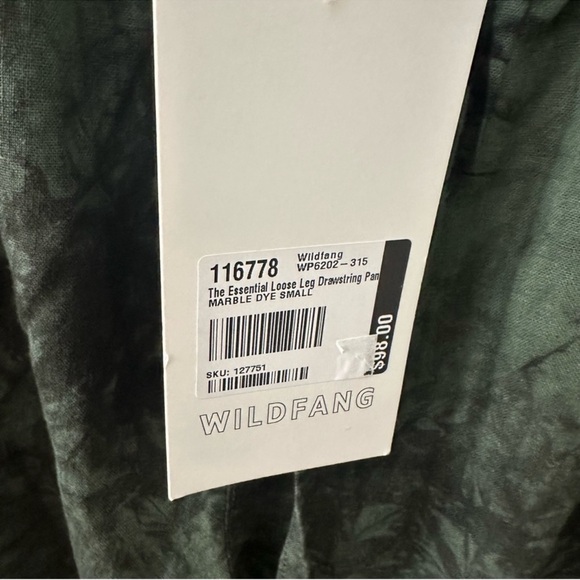 116778
Wildfang
WP6202-315
The Essential Loose Leg Drawstring Pan
MARBLE DYE SMALL
$98.00
SKU: 127751
WILDFANG